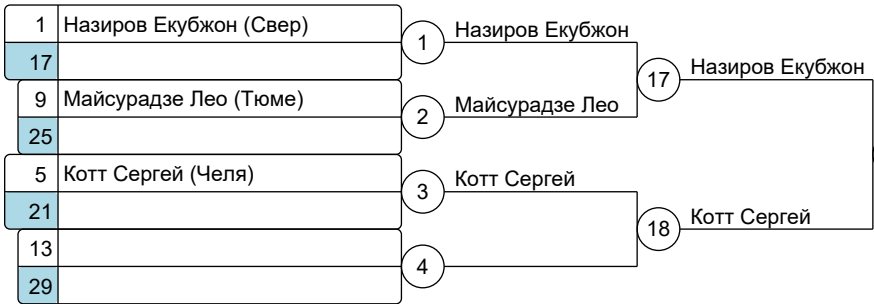 1 Назиров Екубжон (Свер)
17
1 Назиров Екубжон
9 Майсурадзе Лео (Тюме)
25
2 Майсурадзе Лео
17 Назиров Екубжон
5 Котт Сергей (Челя)
21
3 Котт Сергей
13
29
4
18 Котт Сергей